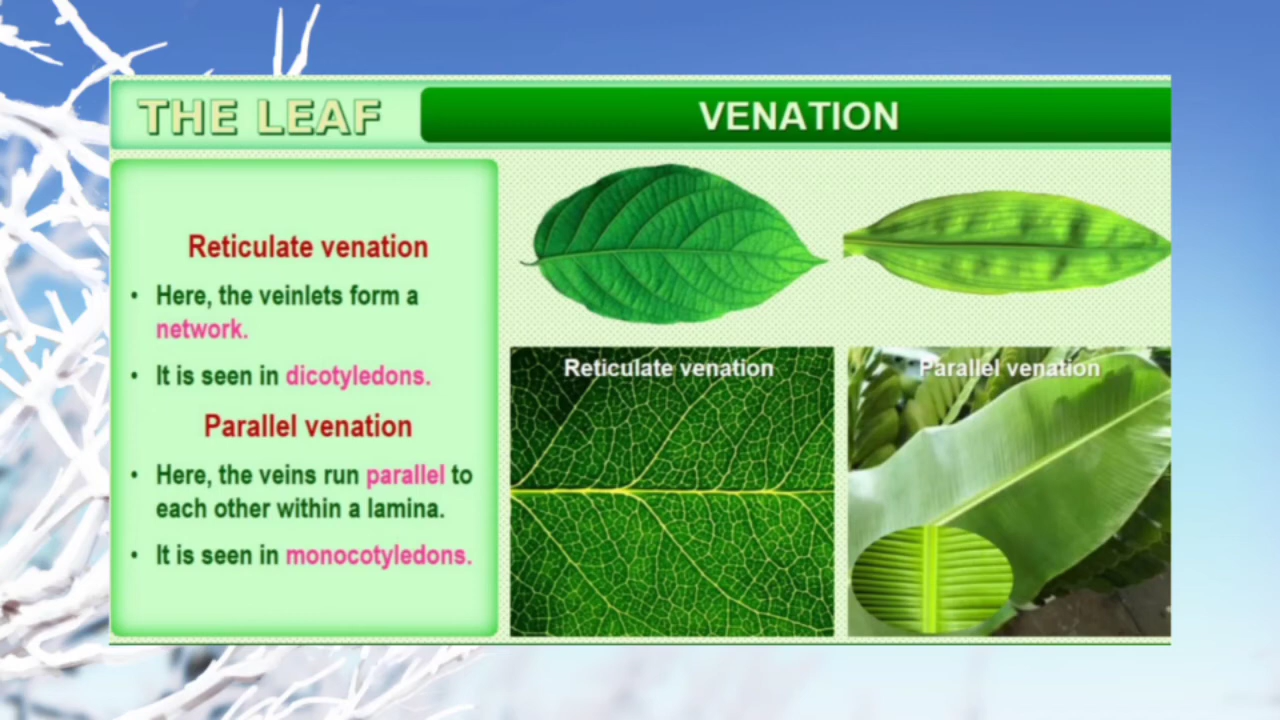 THE LEAF
VENATION
Reticulate venation
• Here, the veinlets form a
network.
• It is seen in dicotyledons.
Parallel venation
• Here, the veins run parallel to
each other within a lamina.
• It is seen in monocotyledons.
Reticulate venation
Parallel venation